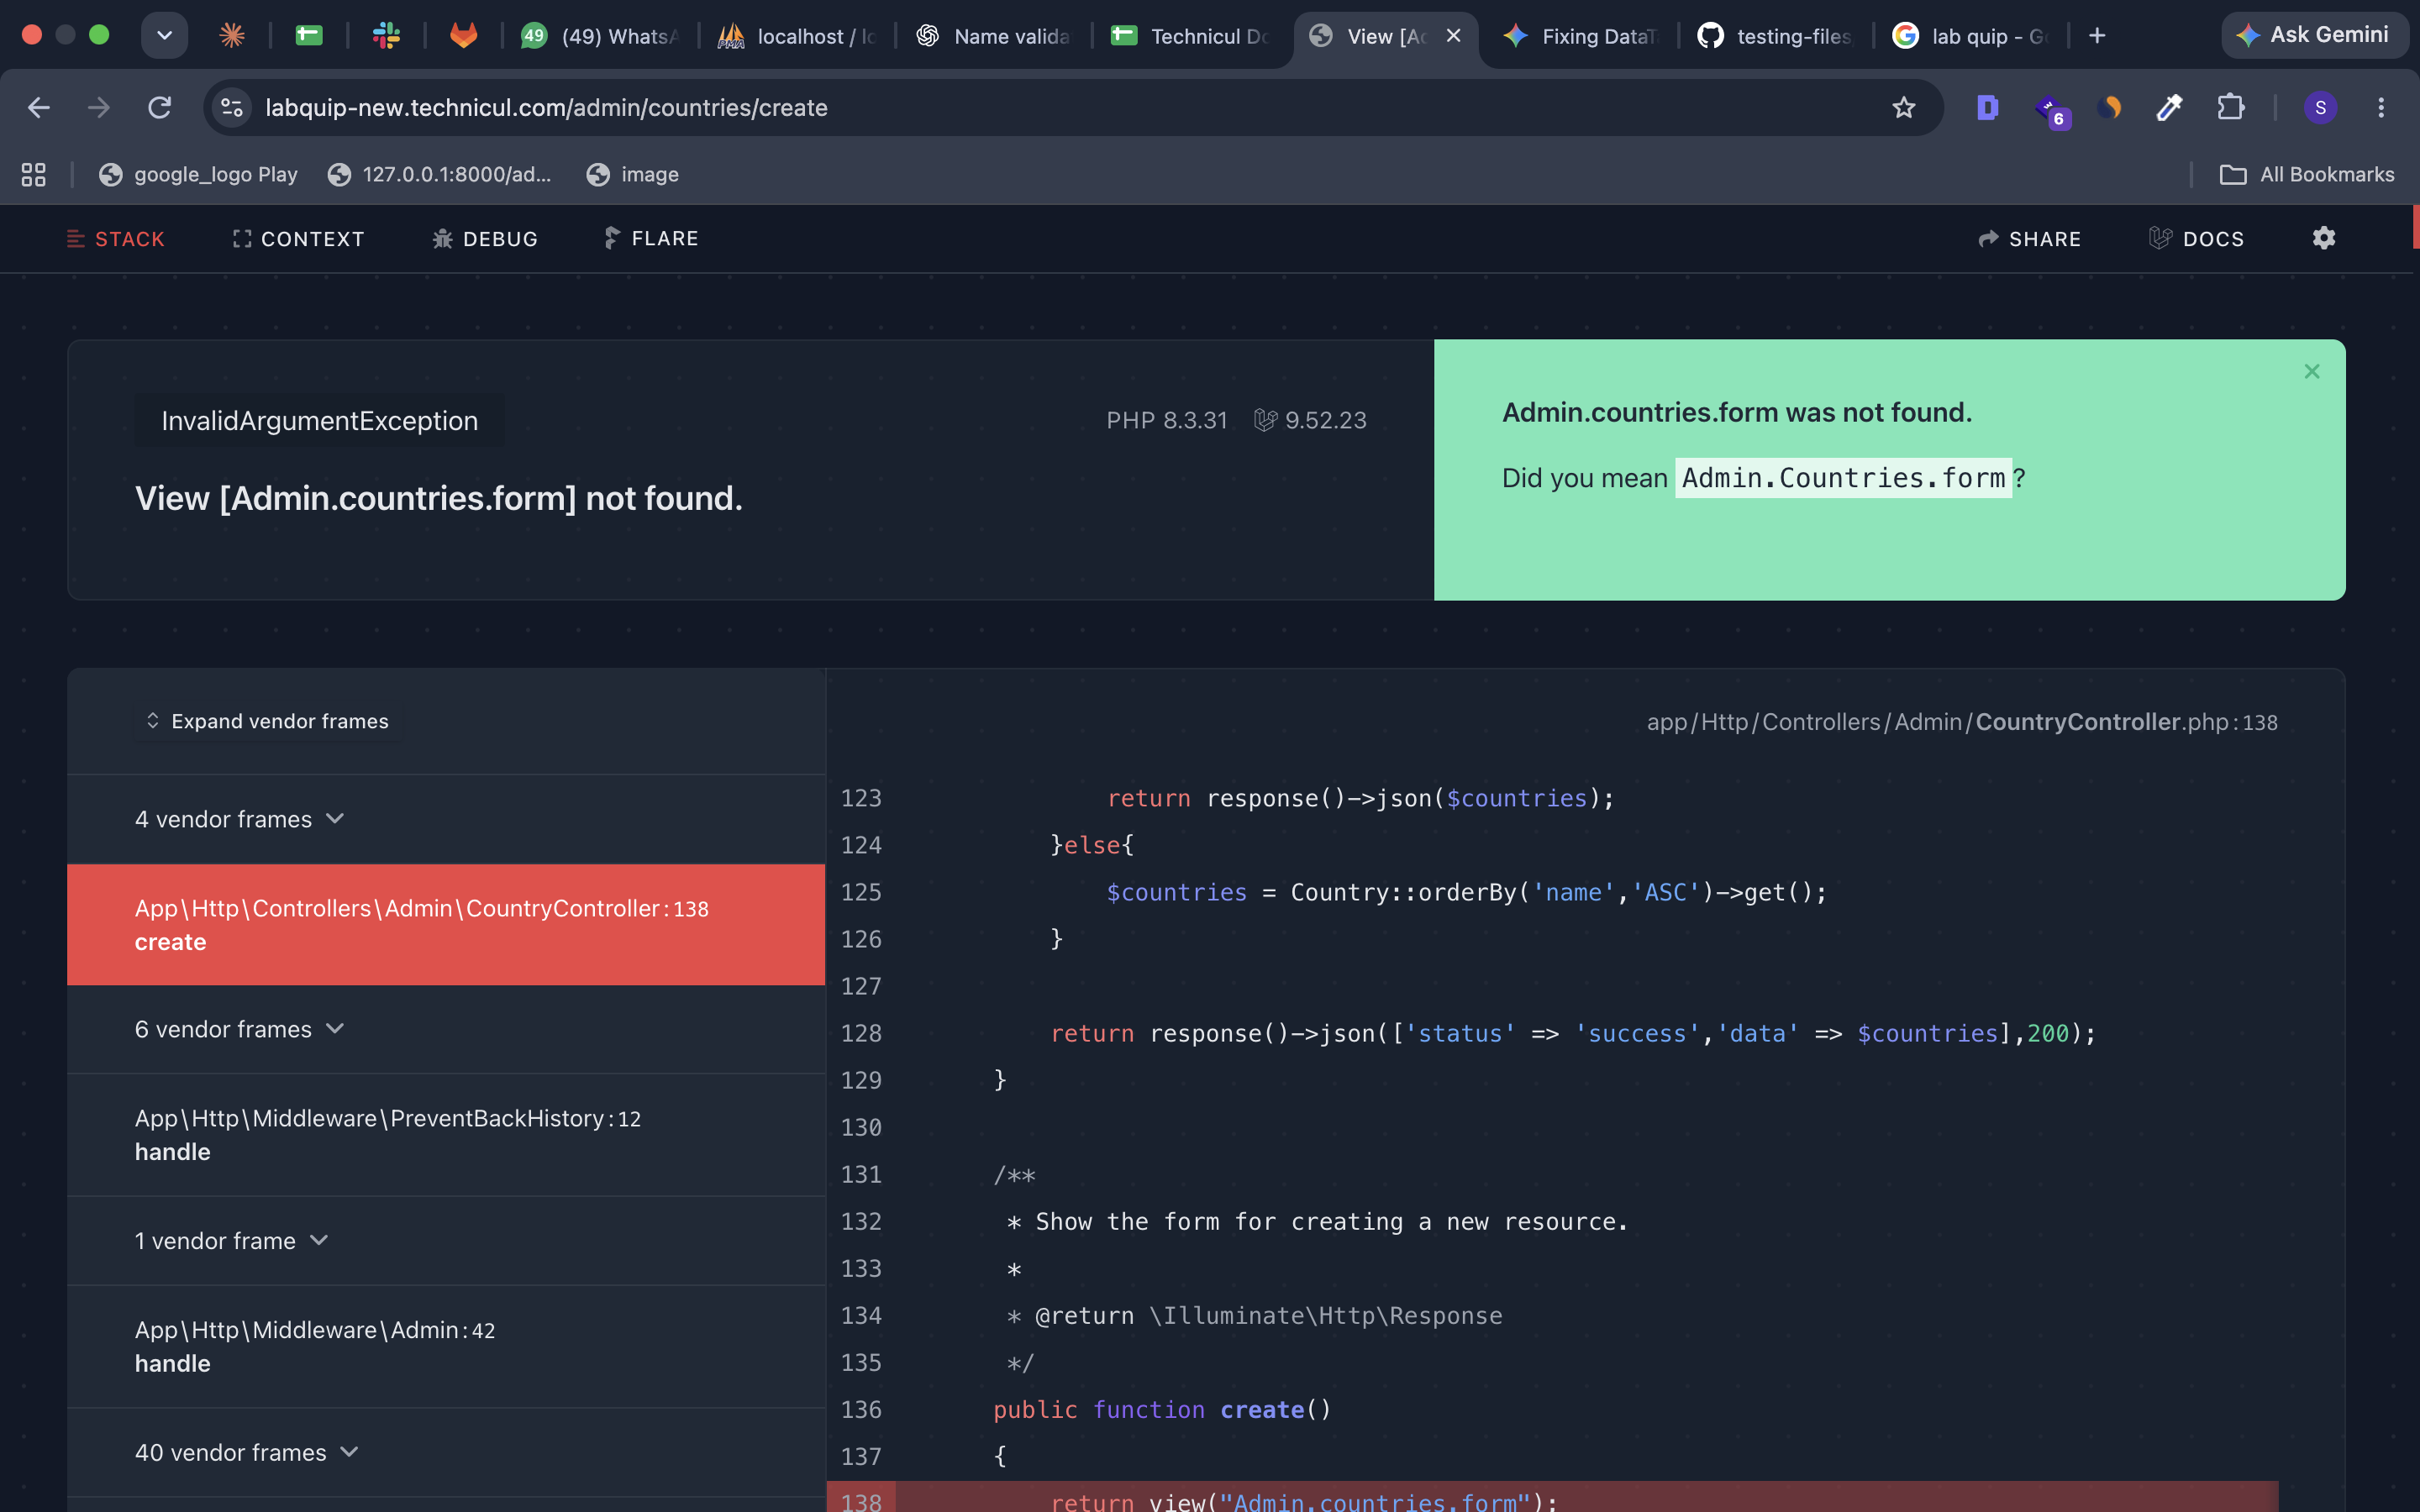 49 (49) WhatsA
localhost / lo
Name valida
Technicul Do
View [Ad
Fixing DataT
testing-files,
lab quip - Go
Ask Gemini
labquip-new.technicul.com/admin/countries/create
6
S
google_logo Play
127.0.0.1:8000/ad...
image
All Bookmarks
STACK
CONTEXT
DEBUG
FLARE
SHARE
DOCS
InvalidArgumentException
PHP 8.3.31
9.52.23
View [Admin.countries.form] not found.
Admin.countries.form was not found.
Did you mean Admin.Countries.form?
Expand vendor frames
4 vendor frames
App\Http\Controllers\Admin\CountryController:138
create
6 vendor frames
App\Http\Middleware\PreventBackHistory:12
handle
1 vendor frame
App\Http\Middleware\Admin:42
handle
40 vendor frames
app/Http/Controllers/Admin/CountryController.php:138
123 return response()->json($countries);
124 }else{
125 $countries = Country::orderBy('name','ASC')->get();
126 }
127
128 return response()->json(['status' => 'success','data' => $countries],200);
129 }
130
131 /**
132 * Show the form for creating a new resource.
133 *
134 * @return \Illuminate\Http\Response
135 */
136 public function create()
137 {
138 return view("Admin.countries.form");